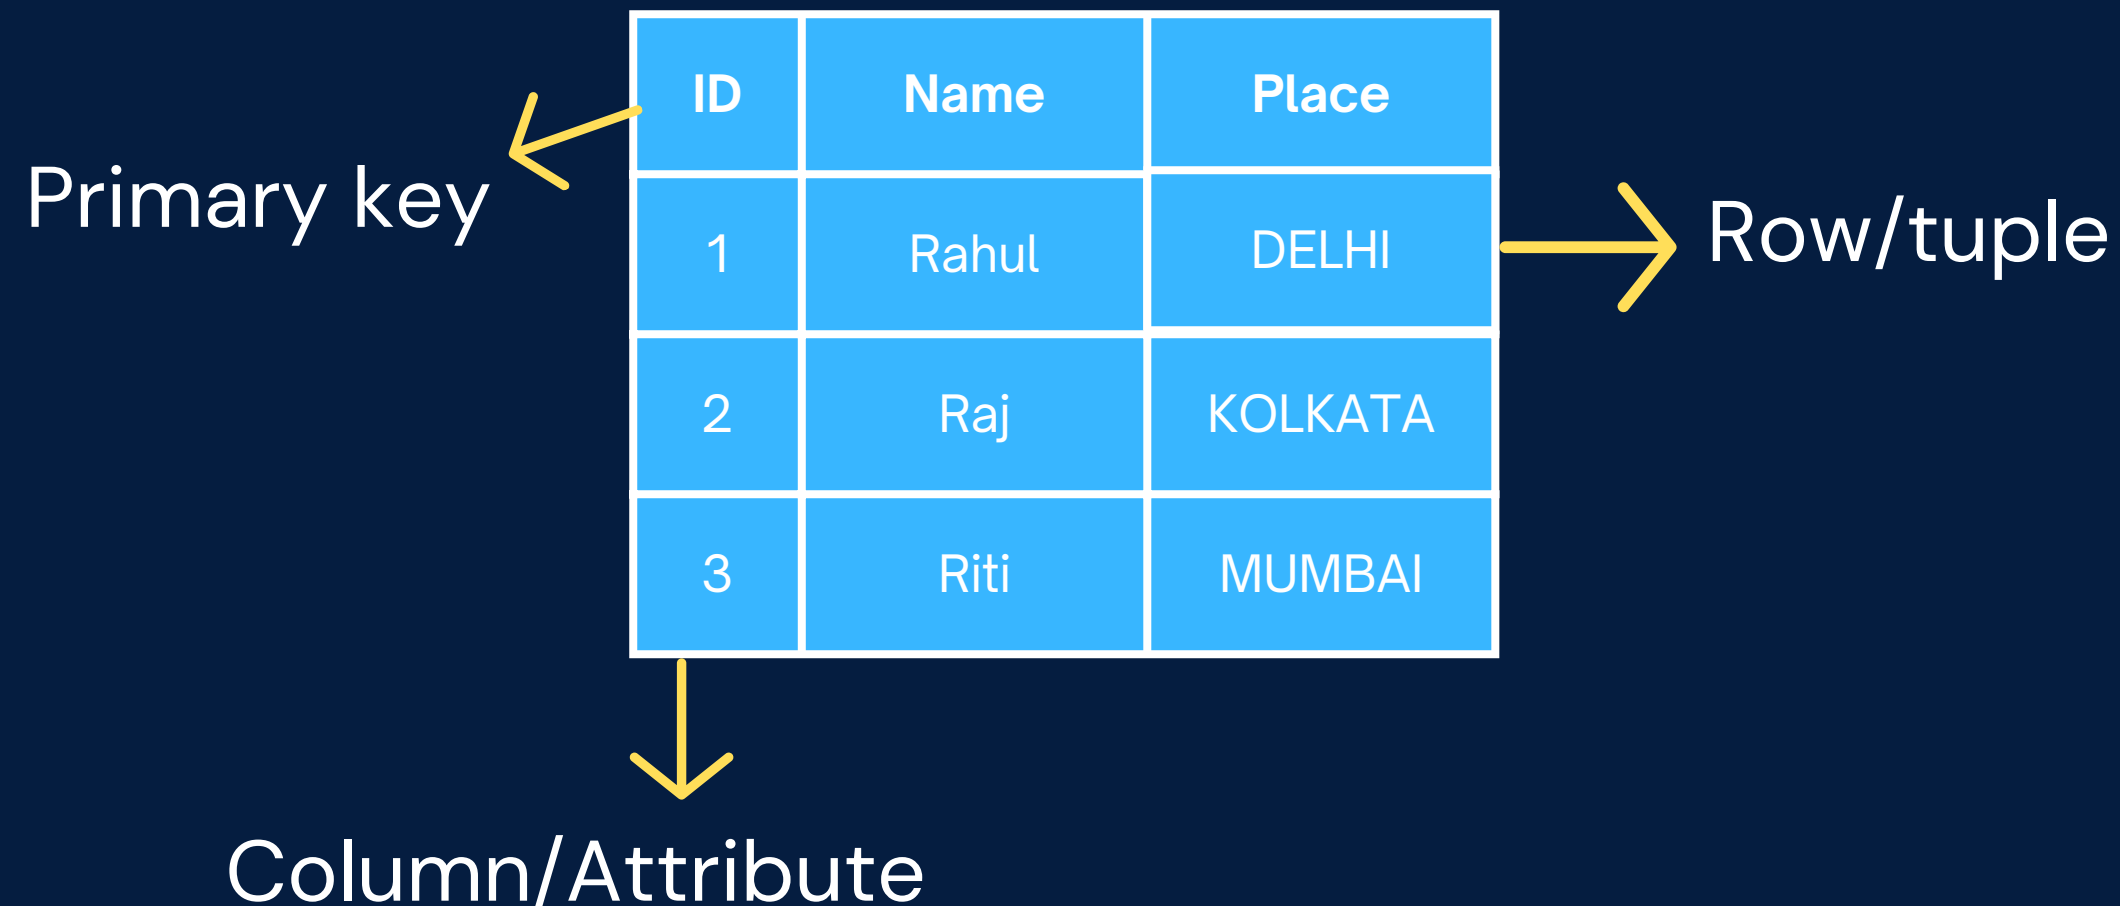 ID Name Place
Primary key
1 Rahul DELHI
Row/tuple
2 Raj KOLKATA
3 Riti MUMBAI
Column/Attribute